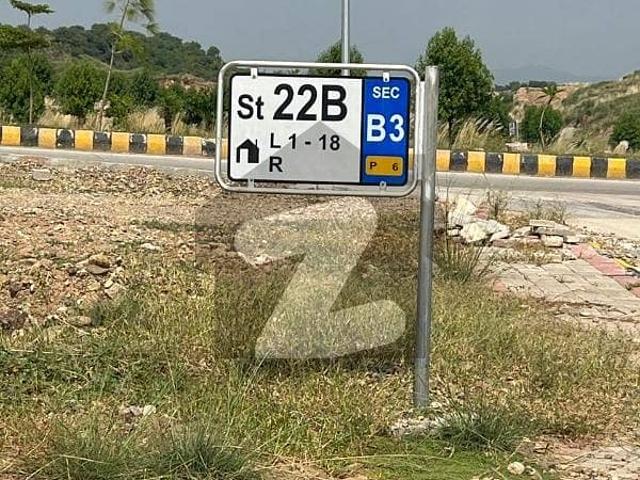 St 22B
L 1 - 18
R
SEC
B3
P 6